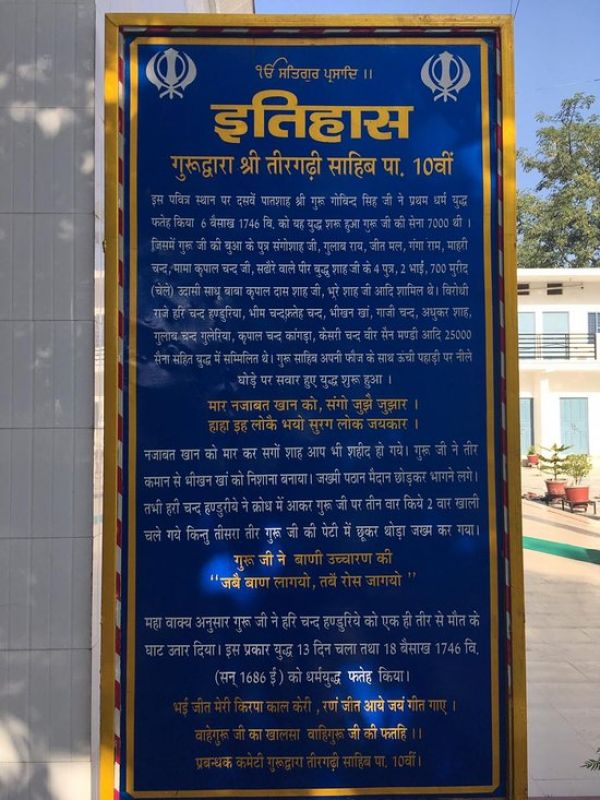 ੴ ਸਤਿਗੁਰ ਪ੍ਰਸਾਦਿ ।।
इतिहास
गुरूद्वारा श्री तीरगढ़ी साहिब पा. 10वीं
इस पवित्र स्थान पर दसवें पातशाह श्री गुरू गोविन्द सिंह जी ने प्रथम धर्म युद्ध
फतेह किया 6 बैसाख 1746 वि. को यह युद्ध शुरू हुआ गुरू जी की सेना 7000 थी ।
जिसमें गुरू जी की बुआ के पुत्र संगोशाह जी, गुलाब राय, जीत मल, गंगा राम, माहरी
चन्द, मामा कृपाल चन्द जी, सढौरे वाले पीर बुद्धु शाह जी के 4 पुत्र, 2 भाई, 700 मुरीद
(चेले) उदासी साधु बाबा कृपाल दास शाह जी, भूरे शाह जी आदि शामिल थे। विरोधी
राजे हरि चन्द हण्डुरिया, भीम चन्द,फ़तेह चन्द, भीखन खां, गाजी चन्द, अधुकर शाह,
गुलाब चन्द गुलेरिया, कृपाल चन्द कांगड़ा, केसरी चन्द वीर सैन मण्डी आदि 25000
सैना सहित युद्ध में सम्मिलित थे। गुरू साहिब अपनी फौज के साथ ऊंची पहाड़ी पर नीले
घोड़े पर सवार हुए युद्ध शुरू हुआ ।
मार नजाबत खान को, संगो जुझै जुझार ।
हाहा इह लोकै भयो सुरग लोक जयकार ।
नजाबत खान को मार कर सगों शाह आप भी शहीद हो गये। गुरू जी ने तीर
कमान से भीखन खां को निशाना बनाया। जख्मी पठान मैदान छोड़कर भागने लगे।
तभी हरी चन्द हण्डुरीये ने क्रोध में आकर गुरू जी पर तीन वार किये 2 वार खाली
चले गये किन्तु तीसरा तीर गुरू जी की पेटी में छूकर थोड़ा जख्म कर गया।
गुरू जी ने बाणी उच्चारण की
“जबै बाण लागयो, तबें रोस जागयो ”
महा वाक्य अनुसार गुरू जी ने हरि चन्द हण्डुरिये को एक ही तीर से मौत के
घाट उतार दिया। इस प्रकार युद्ध 13 दिन चला तथा 18 बैसाख 1746 वि.
(सन् 1686 ई) को धर्मयुद्ध फतेह किया।
भई जीत मेरी किरपा काल केरी , रणं जीत आये जयं गीत गाए ।
वाहेगुरू जी का खालसा वाहिगुरू जी की फतहि ।।
प्रबन्धक कमेटी गुरूद्वारा तीरगढ़ी साहिब पा. 10वीं।